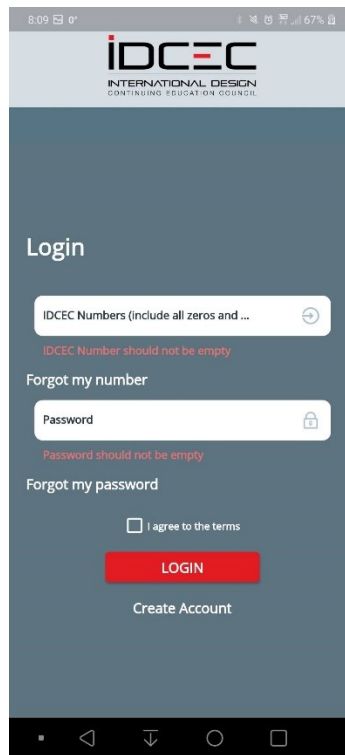 8:09 0° 67%
IDCEC
INTERNATIONAL DESIGN
CONTINUING EDUCATION COUNCIL
Login
IDCEC Numbers (include all zeros and ...
IDCEC Number should not be empty
Forgot my number
Password
Password should not be empty
Forgot my password
I agree to the terms
LOGIN
Create Account